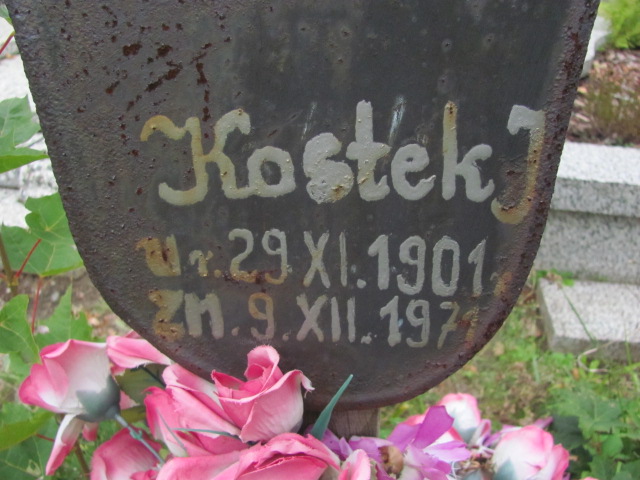 Kostek J
Ur. 29 XI. 1901
Zm. 9. XII.